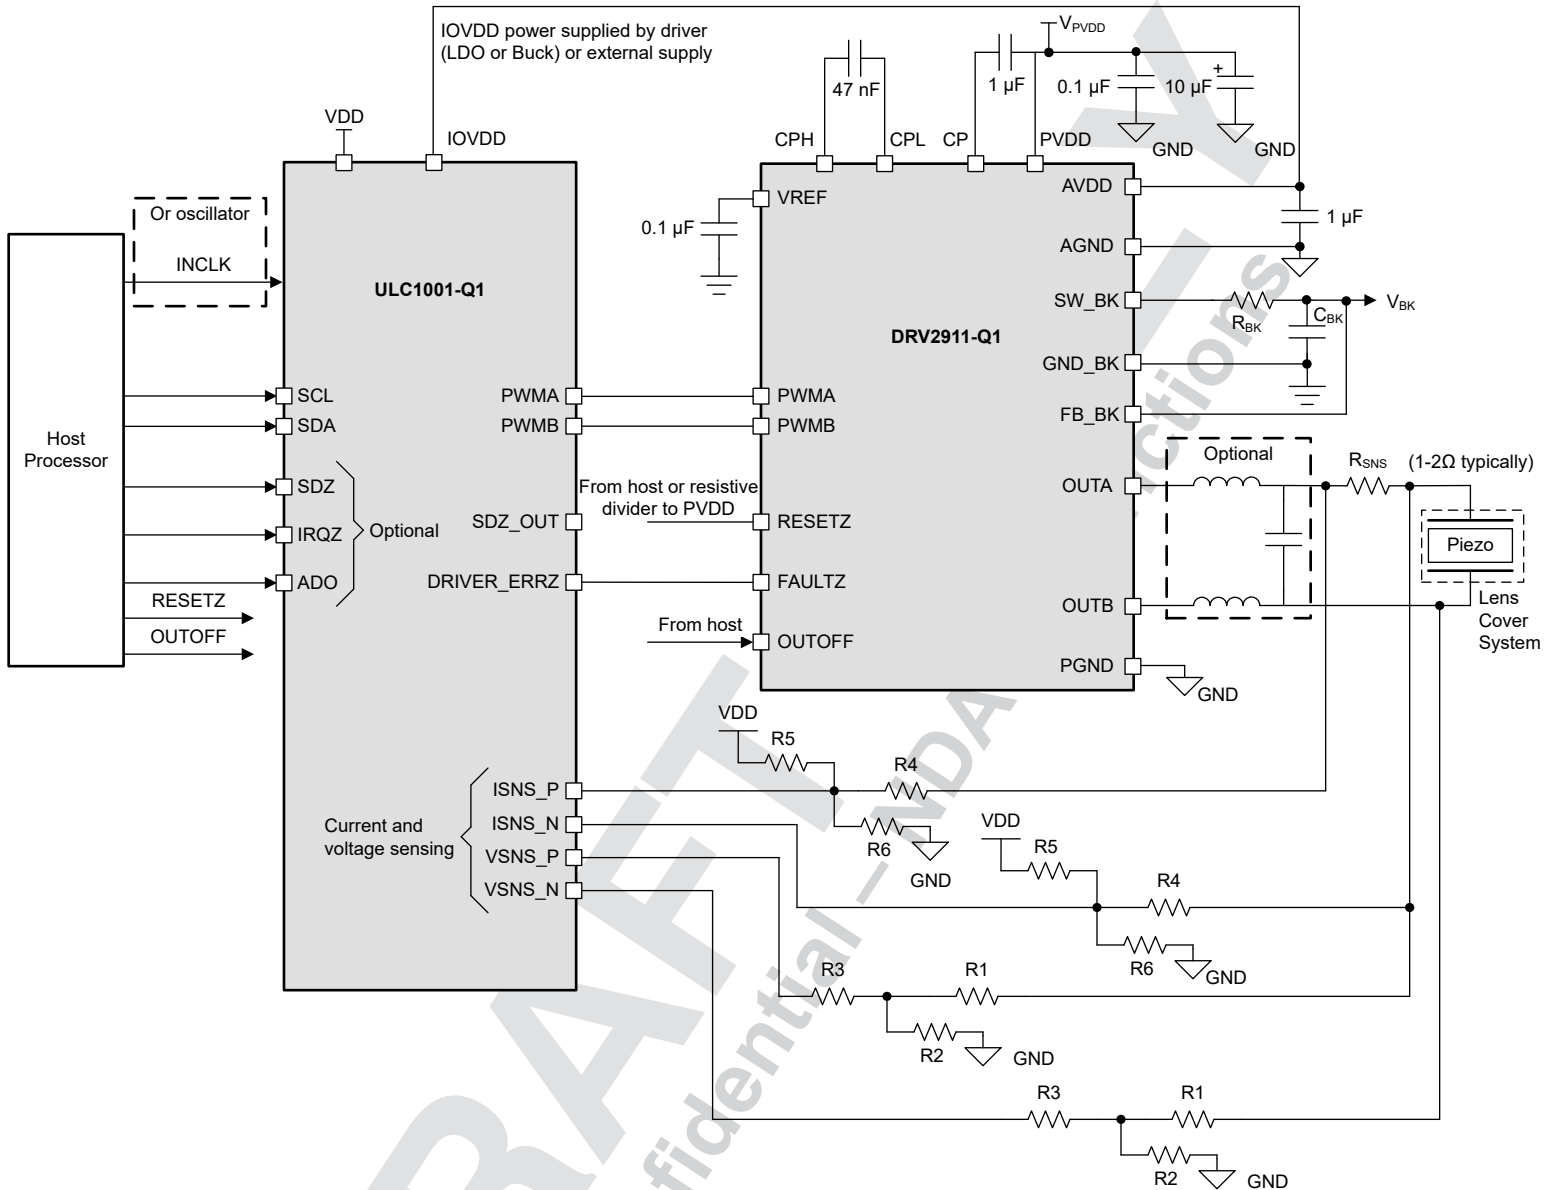 IOVDD power supplied by driver
(LDO or Buck) or external supply
VPVDD
47 nF
1 µF
0.1 µF
10 µF
+
GND
GND
VDD
IOVDD
CPH
CPL
CP
PVDD
Or oscillator
INCLK
ULC1001-Q1
0.1 µF
VREF
AVDD
1 µF
AGND
SW_BK
RBK
CBK
VBK
DRV2911-Q1
GND_BK
FB_BK
Host
Processor
SCL
SDA
SDZ
IRQZ
ADO
Optional
RESETZ
OUTOFF
PWMA
PWMB
SDZ_OUT
DRIVER_ERRZ
PWMA
PWMB
From host or resistive
divider to PVDD
RESETZ
FAULTZ
From host
OUTOFF
Optional
OUTA
OUTB
PGND
GND
RSNS
(1-2Ω typically)
Piezo
Lens
Cover
System
Current and
voltage sensing
ISNS_P
ISNS_N
VSNS_P
VSNS_N
VDD
R5
R4
R6
GND
VDD
R5
R4
R6
GND
R3
R1
R2
GND
R3
R1
R2
GND
RAFT
Y
fidential – NDA
ctions